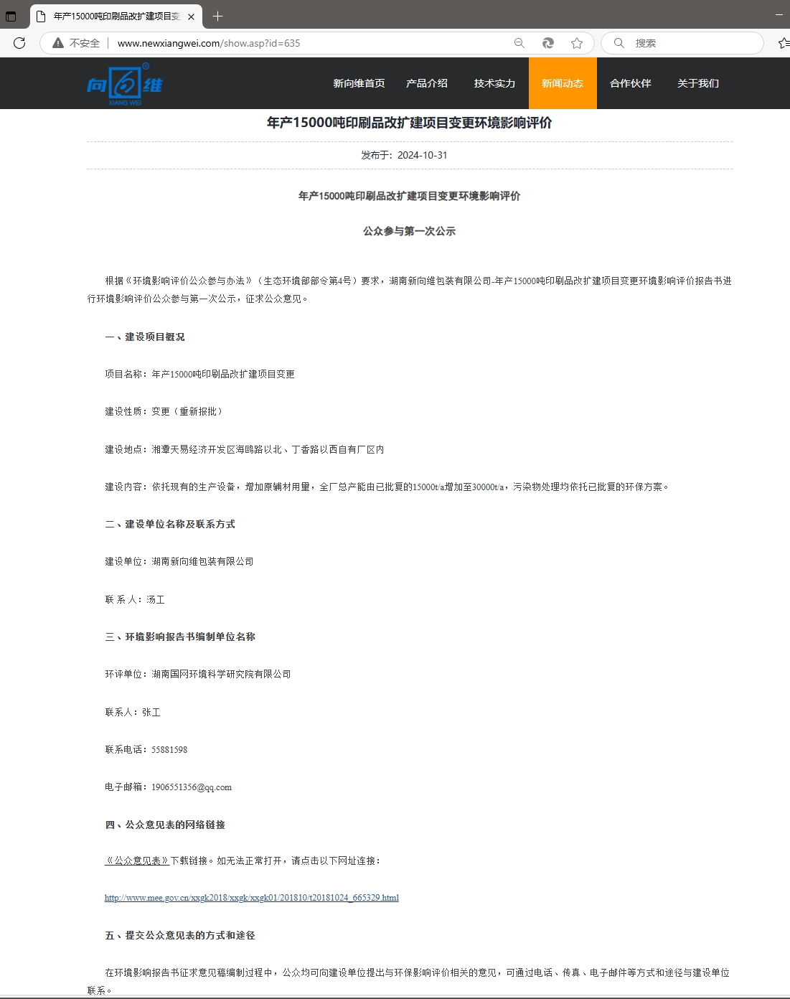 年产15000吨印刷品改扩建项目变
不安全
www.newxiangwei.com/show.asp?id=635
搜索
向维®
XIANG WEI
新向维首页 产品介绍 技术实力 新闻动态 合作伙伴 关于我们
年产15000吨印刷品改扩建项目变更环境影响评价
发布于：2024-10-31
年产15000吨印刷品改扩建项目变更环境影响评价
公众参与第一次公示
根据《环境影响评价公众参与办法》（生态环境部部令第4号）要求，湖南新向维包装有限公司-年产15000吨印刷品改扩建项目变更环境影响评价报告书进
行环境影响评价公众参与第一次公示，征求公众意见。
一、建设项目概况
项目名称：年产15000吨印刷品改扩建项目变更
建设性质：变更（重新报批）
建设地点：湘潭天易经济开发区海鸥路以北、丁香路以西自有厂区内
建设内容：依托现有的生产设备，增加原辅材用量，全厂总产能由已批复的15000t/a增加至30000t/a，污染物处理均依托已批复的环保方案。
二、建设单位名称及联系方式
建设单位：湖南新向维包装有限公司
联 系 人：汤工
三、环境影响报告书编制单位名称
环评单位：湖南国网环境科学研究院有限公司
联系人：张工
联系电话：55881598
电子邮箱：1906551356@qq.com
四、公众意见表的网络链接
《公众意见表》下载链接。如无法正常打开，请点击以下网址连接：
http://www.mee.gov.cn/xxgk2018/xxgk/xxgk01/201810/t20181024_665329.html
五、提交公众意见表的方式和途径
在环境影响报告书征求意见稿编制过程中，公众均可向建设单位提出与环保影响评价相关的意见，可通过电话、传真、电子邮件等方式和途径与建设单位
联系。